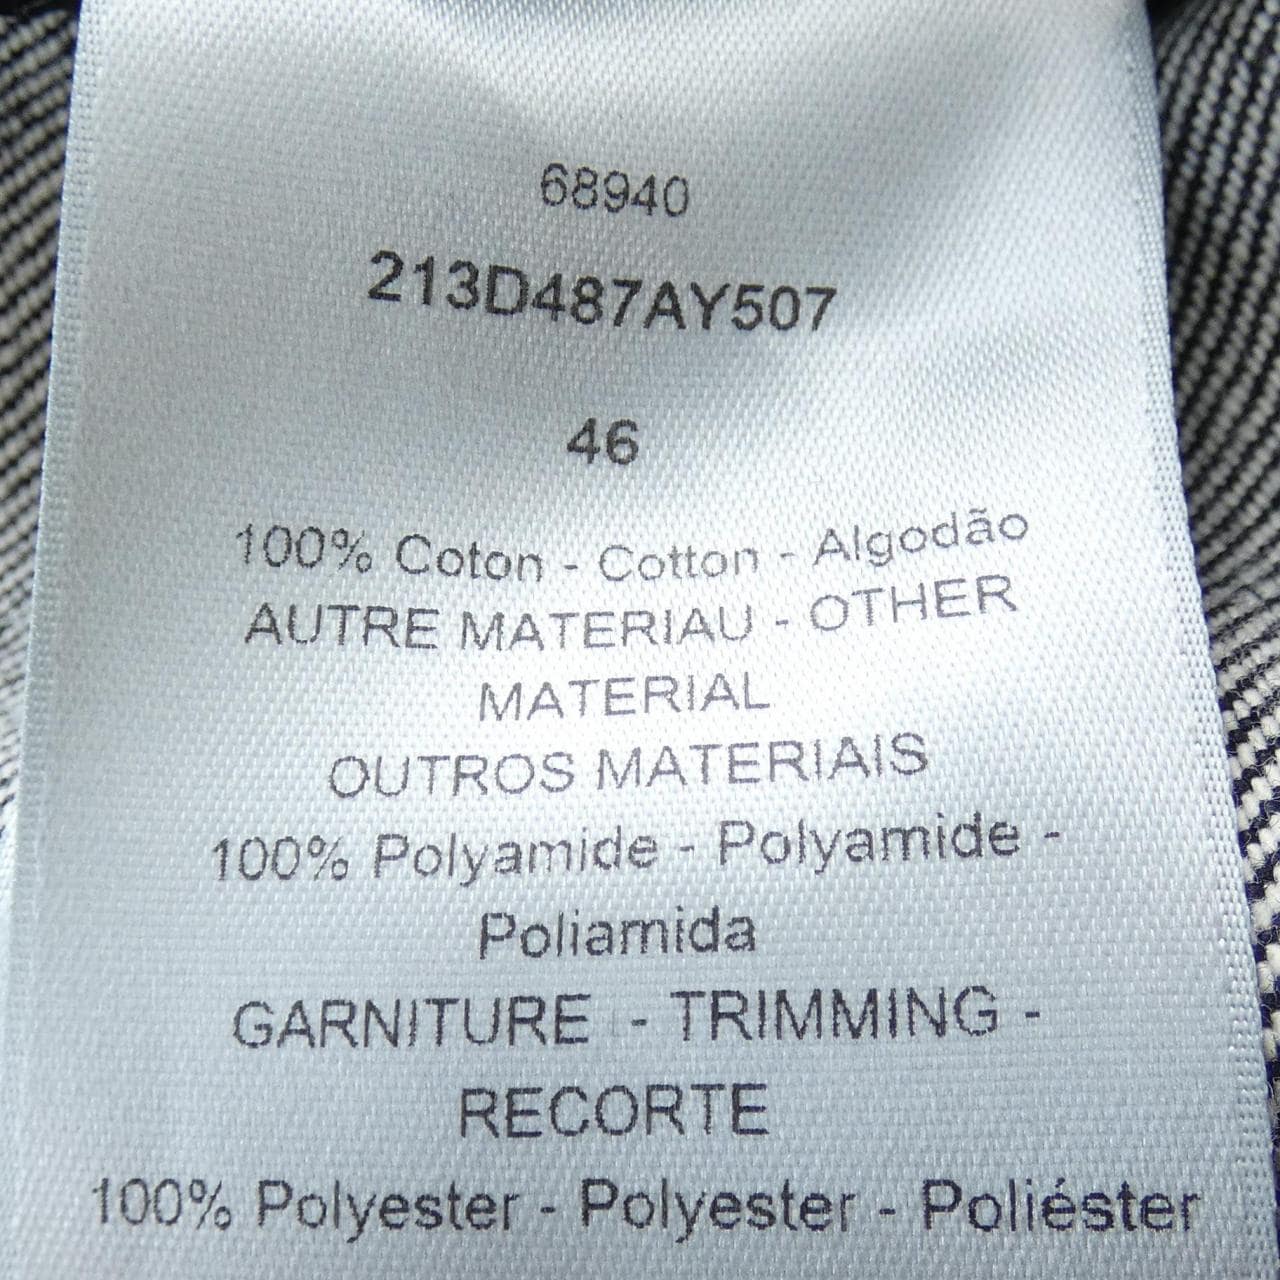 68940
213D487AY507
46
100% Coton - Cotton - Algodão
AUTRE MATERIAU - OTHER
MATERIAL
OUTROS MATERIAIS
100% Polyamide - Polyamide -
Poliamida
GARNITURE - TRIMMING -
RECORTE
100% Polyester - Polyester - Poliéster